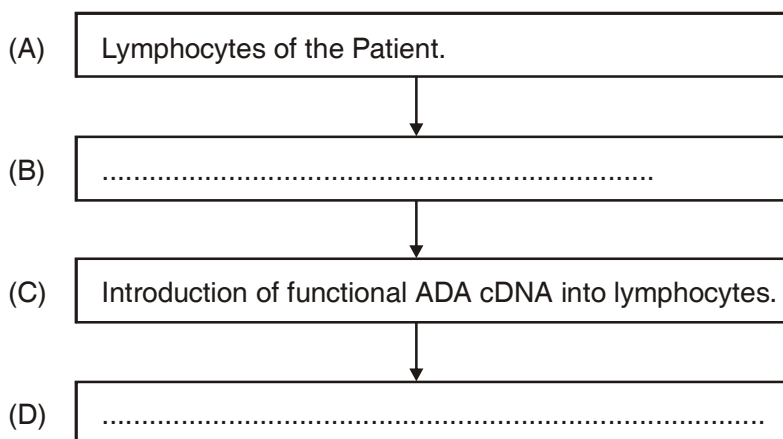 (A) Lymphocytes of the Patient.
(B) ......................................................................
(C) Introduction of functional ADA cDNA into lymphocytes.
(D) ....................................................................................